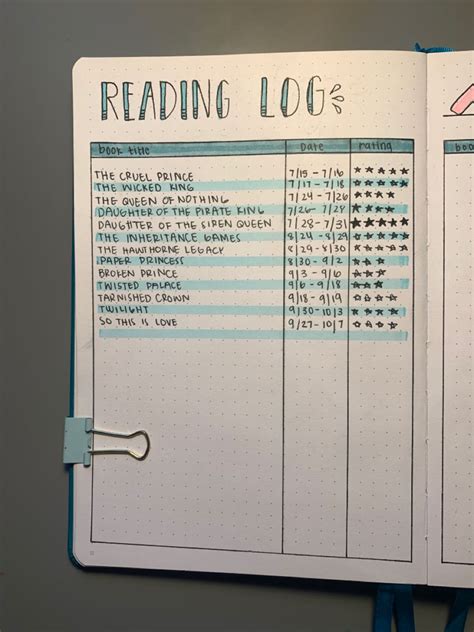 READING LOG
book title Date rating
THE CRUEL PRINCE 7/15 - 7/16 ★★★★★
THE WICKED KING 7/17 - 7/18 ☆☆☆☆☆
THE QUEEN OF NOTHING 7/24 - 7/26 ★★★★
DAUGHTER OF THE PIRATE KING 7/26 - 7/28 ★★★★
DAUGHTER OF THE SIREN QUEEN 7/28 - 7/31 ★★★★★
THE INHERITANCE GAMES 8/28 - 8/29 ☆☆☆☆☆
THE HAWTHORNE LEGACY 8/29 - 8/30 ★★★★★
PAPER PRINCESS 8/30 - 9/2 ★★★
BROKEN PRINCE 9/3 - 9/6 ★★★
TWISTED PALACE 9/6 - 9/18 ★★★
TARNISHED CROWN 9/18 - 9/19 ☆☆☆☆
TWILIGHT 9/30 - 10/3 ★★★★
SO THIS IS LOVE 9/27 - 10/7 ☆☆☆☆
boo